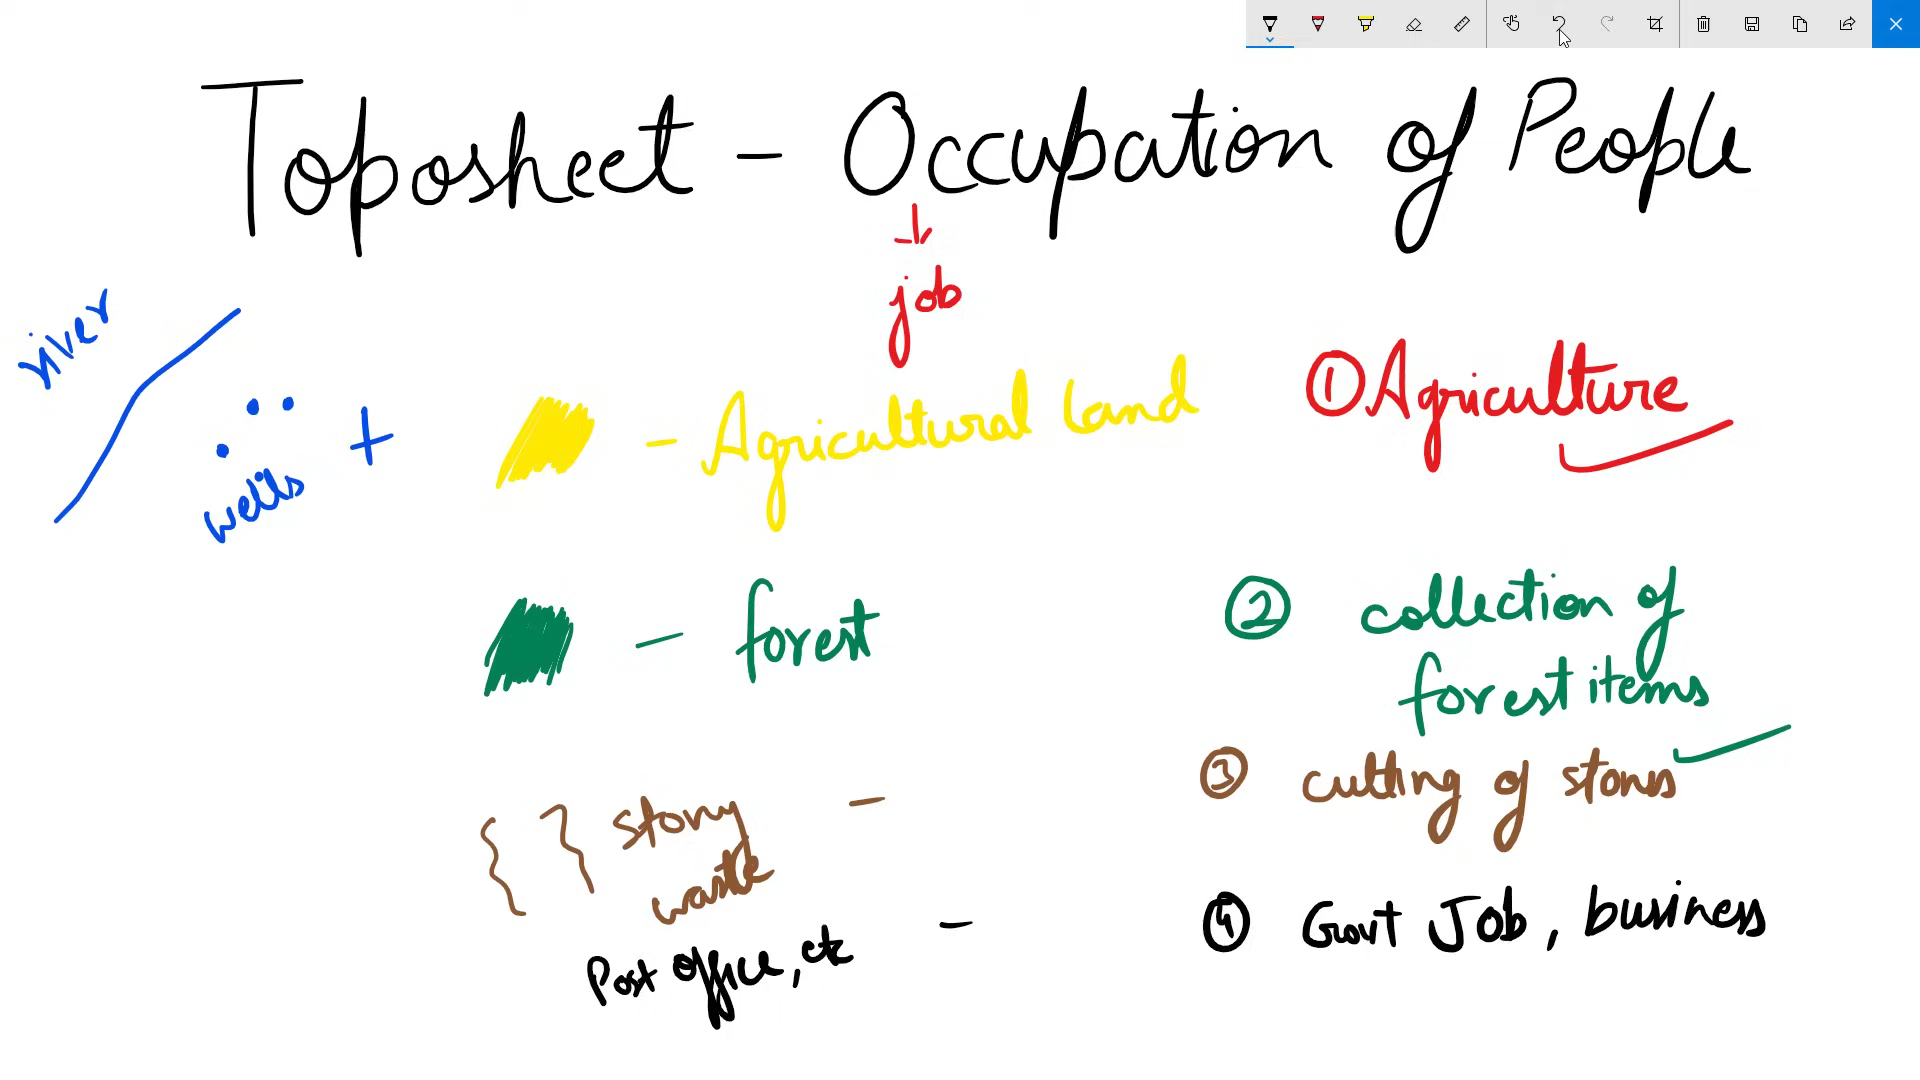 Toposheet - Occupation of People
job
river
wells
+
- Agricultural land
① Agriculture
- forest
② collection of
forest items
{ } stony
waste -
③ cutting of stones
Post office, etc -
④ Govt Job, business